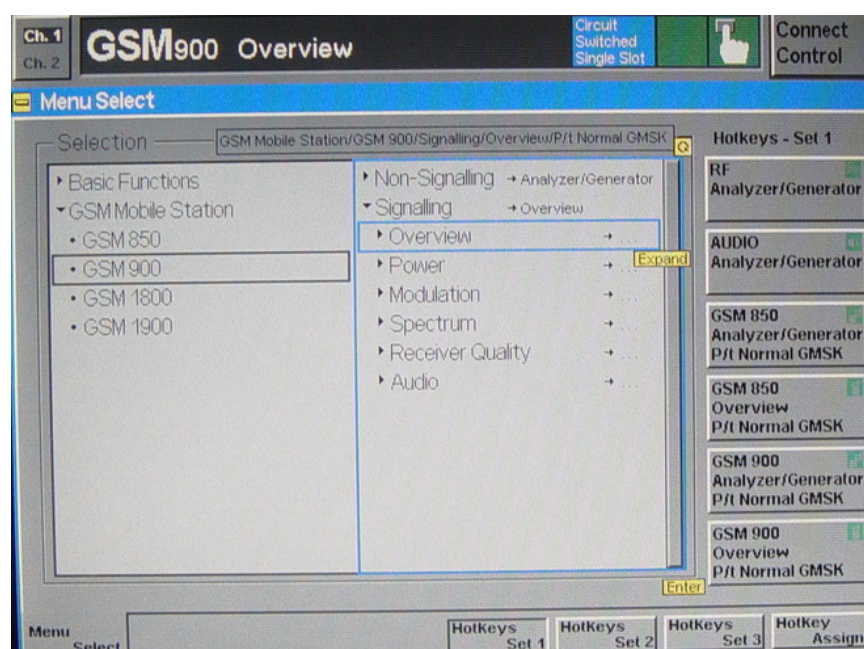 Ch. 1
Ch. 2
GSM900 Overview
Circuit
Switched
Single Slot
Connect
Control
Menu Select
Selection
GSM Mobile Station/GSM 900/Signalling/Overview/P/t Normal GMSK
Basic Functions
GSM Mobile Station
GSM 850
GSM 900
GSM 1800
GSM 1900
Non-Signalling → Analyzer/Generator
Signalling → Overview
Overview → ...
Expand
Power → ...
Modulation → ...
Spectrum → ...
Receiver Quality → ...
Audio → ...
Enter
Hotkeys - Set 1
RF
Analyzer/Generator
AUDIO
Analyzer/Generator
GSM 850
Analyzer/Generator
P/t Normal GMSK
GSM 850
Overview
P/t Normal GMSK
GSM 900
Analyzer/Generator
P/t Normal GMSK
GSM 900
Overview
P/t Normal GMSK
Menu
Select
HotKeys
Set 1
HotKeys
Set 2
HotKeys
Set 3
HotKey
Assign